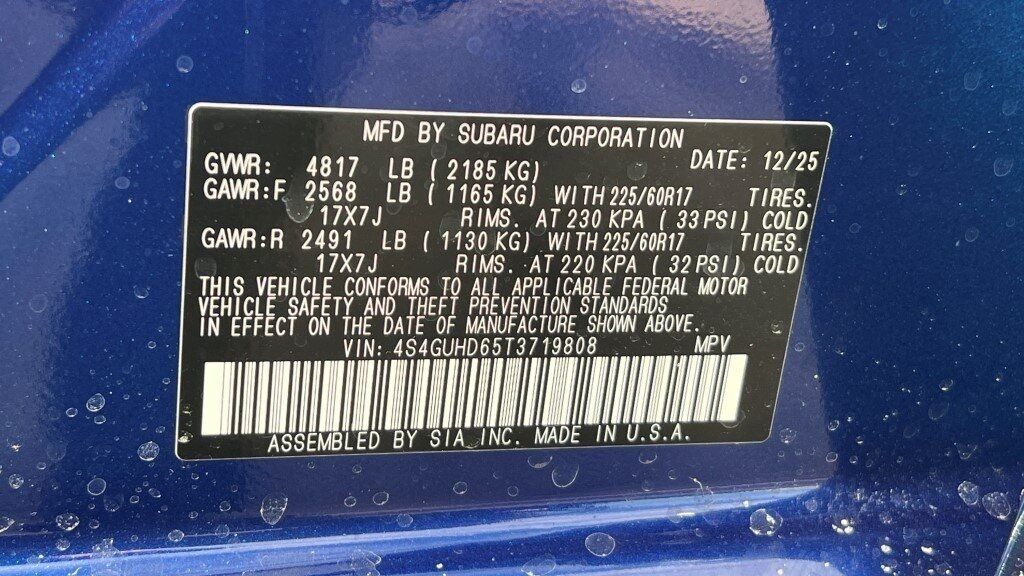 MFD BY SUBARU CORPORATION
GVWR: 4817 LB (2185 KG) DATE: 12/25
GAWR:F 2568 LB (1165 KG) WITH 225/60R17 TIRES.
17X7J RIMS. AT 230 KPA (33 PSI) COLD
GAWR:R 2491 LB (1130 KG) WITH 225/60R17 TIRES.
17X7J RIMS. AT 220 KPA (32 PSI) COLD
THIS VEHICLE CONFORMS TO ALL APPLICABLE FEDERAL MOTOR
VEHICLE SAFETY AND THEFT PREVENTION STANDARDS
IN EFFECT ON THE DATE OF MANUFACTURE SHOWN ABOVE.
VIN: 4S4GUHD65T3719808 MPV
ASSEMBLED BY SIA INC. MADE IN U.S.A.